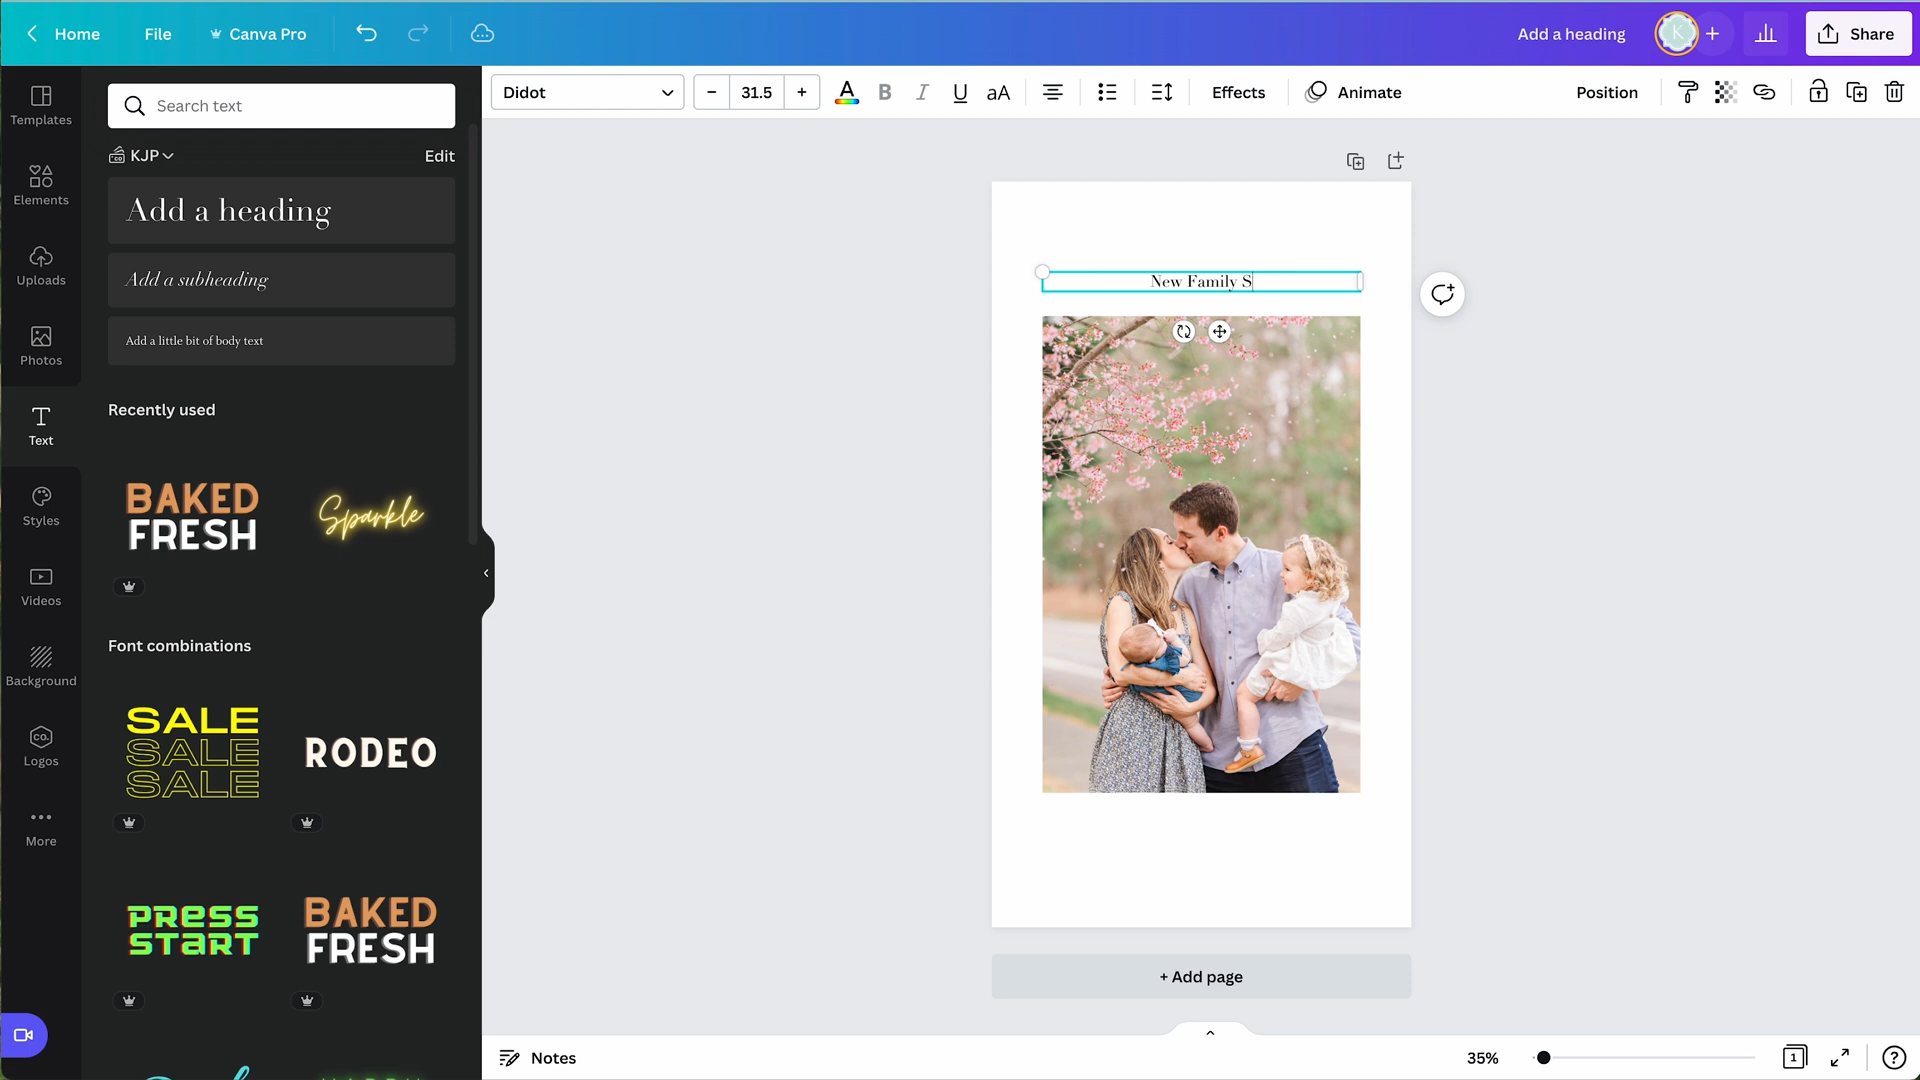 Home File Canva Pro Add a heading K Share
Didot 31.5 A B I U aA Effects Animate Position
Templates
Elements
Uploads
Photos
Text
Styles
Videos
Background
Logos
More
Search text
KJP Edit
Add a heading
Add a subheading
Add a little bit of body text
Recently used
BAKED
FRESH
Sparkle
Font combinations
SALE
SALE
SALE
RODEO
PRESS
START
BAKED
FRESH
New Family S
+ Add page
Notes 35% 1 ?